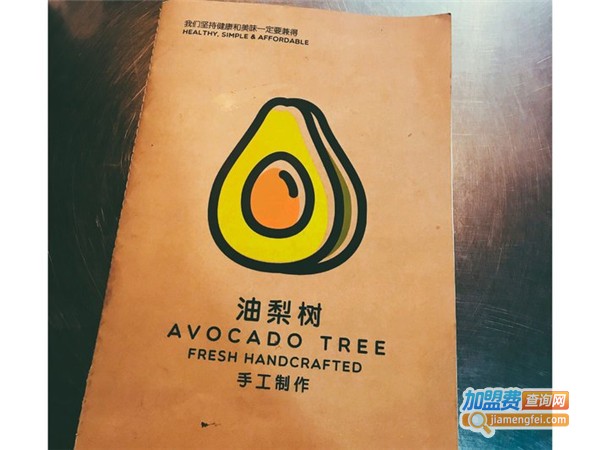 我们坚持健康和美味一定要兼得
HEALTHY, SIMPLE & AFFORDABLE
油梨树
AVOCADO TREE
FRESH HANDCRAFTED
手工制作
加盟费查询网
jiamengfei.com